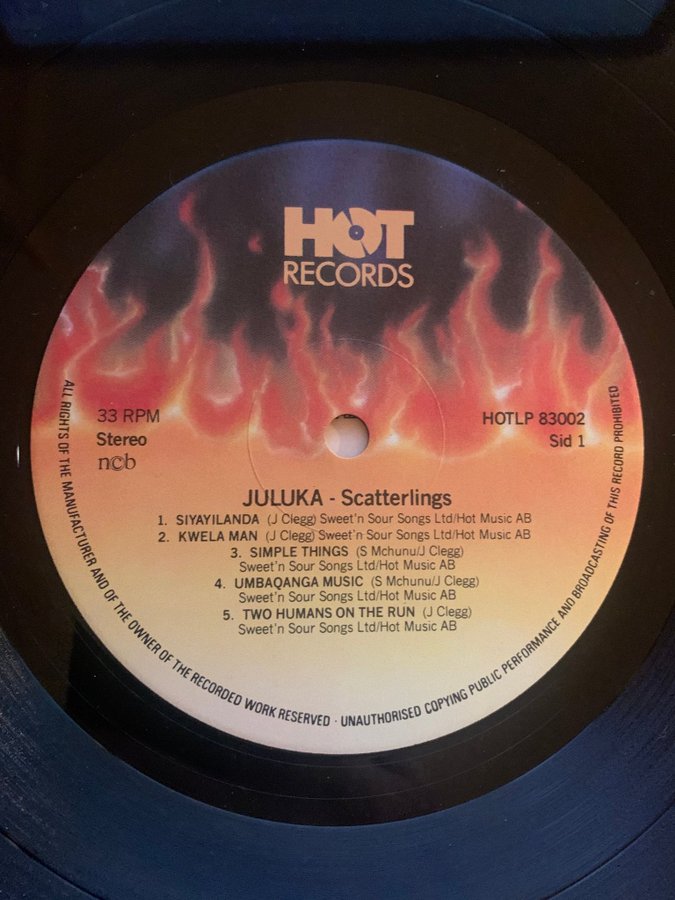 HOT
RECORDS
33 RPM
Stereo
ncb
HOTLP 83002
Sid 1
JULUKA - Scatterlings
1. SIYAYILANDA (J Clegg) Sweet'n Sour Songs Ltd/Hot Music AB
2. KWELA MAN (J Clegg) Sweet'n Sour Songs Ltd/Hot Music AB
3. SIMPLE THINGS (S Mchunu/J Clegg)
Sweet'n Sour Songs Ltd/Hot Music AB
4. UMBAQANGA MUSIC (S Mchunu/J Clegg)
Sweet'n Sour Songs Ltd/Hot Music AB
5. TWO HUMANS ON THE RUN (J Clegg)
Sweet'n Sour Songs Ltd/Hot Music AB
ALL RIGHTS OF THE MANUFACTURER AND OF THE OWNER OF THE RECORDED WORK RESERVED · UNAUTHORISED COPYING PUBLIC PERFORMANCE AND BROADCASTING OF THIS RECORD PROHIBITED